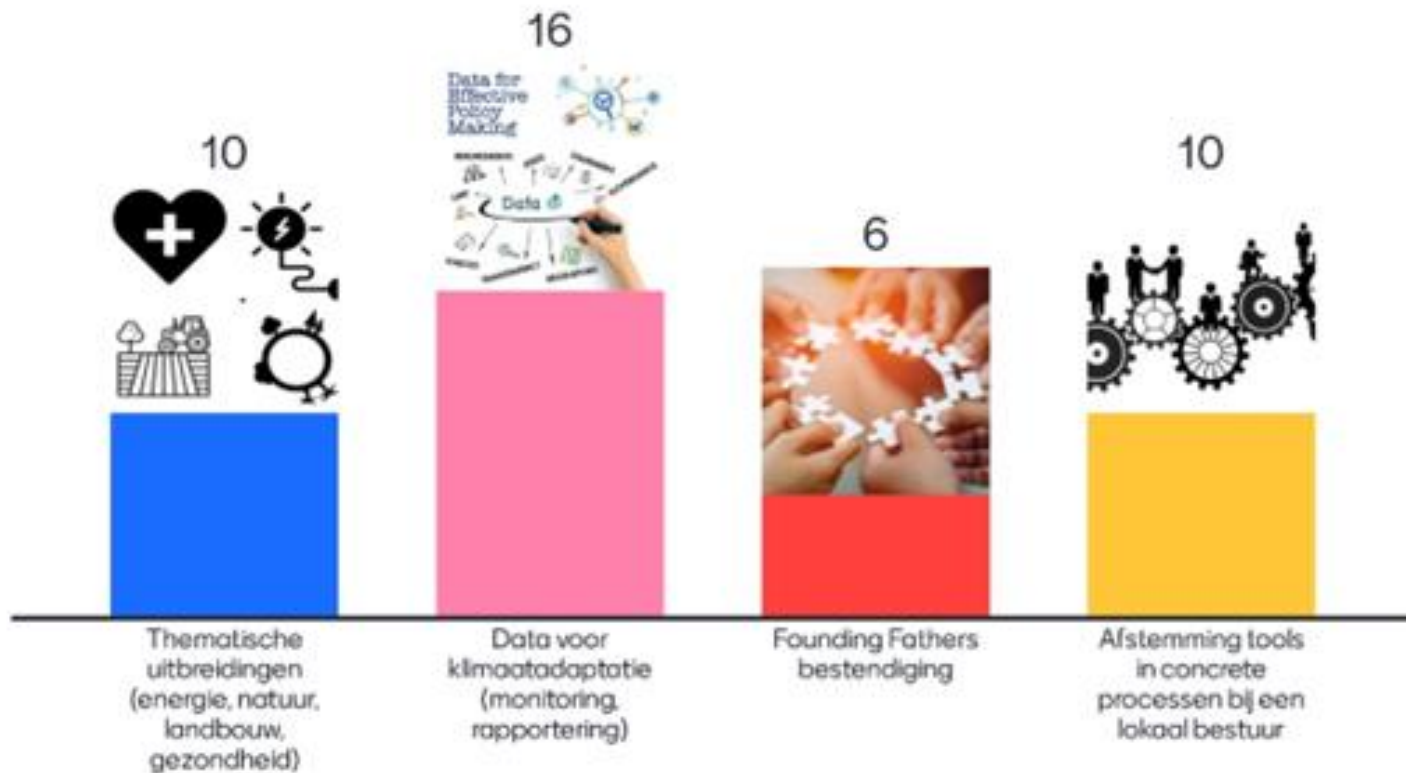 10
16
6
10
Data for
Effective
Policy
Making
Data
Thematische
uitbreidingen
(energie, natuur,
landbouw,
gezondheid)
Data voor
klimaatadaptatie
(monitoring,
rapportering)
Founding Fathers
bestendiging
Afstemming tools
in concrete
processen bij een
lokaal bestuur